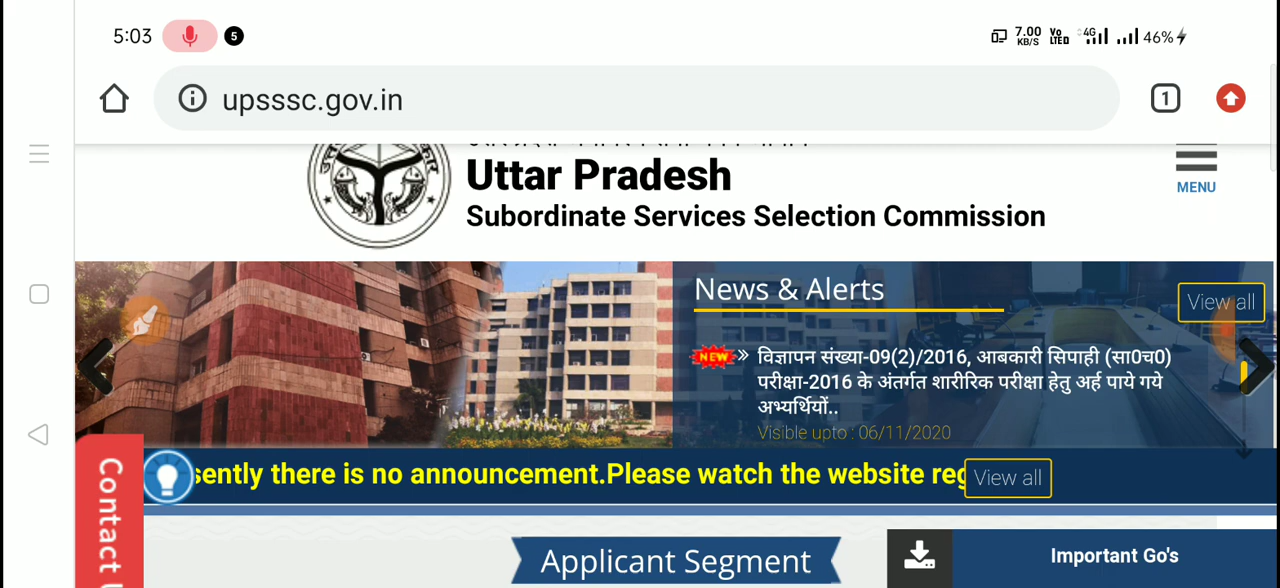 5:03 5 7.00 KB/S Vo LTE 4G 46%
upsssc.gov.in 1
Uttar Pradesh
MENU
Subordinate Services Selection Commission
News & Alerts
View all
NEW विज्ञापन संख्या-09(2)/2016, आबकारी सिपाही (सा0च0)
परीक्षा-2016 के अंतर्गत शारीरिक परीक्षा हेतु अर्ह पाये गये
अभ्यर्थियों..
Visible upto : 06/11/2020
sently there is no announcement.Please watch the website reg View all
Contact U
Applicant Segment
Important Go's